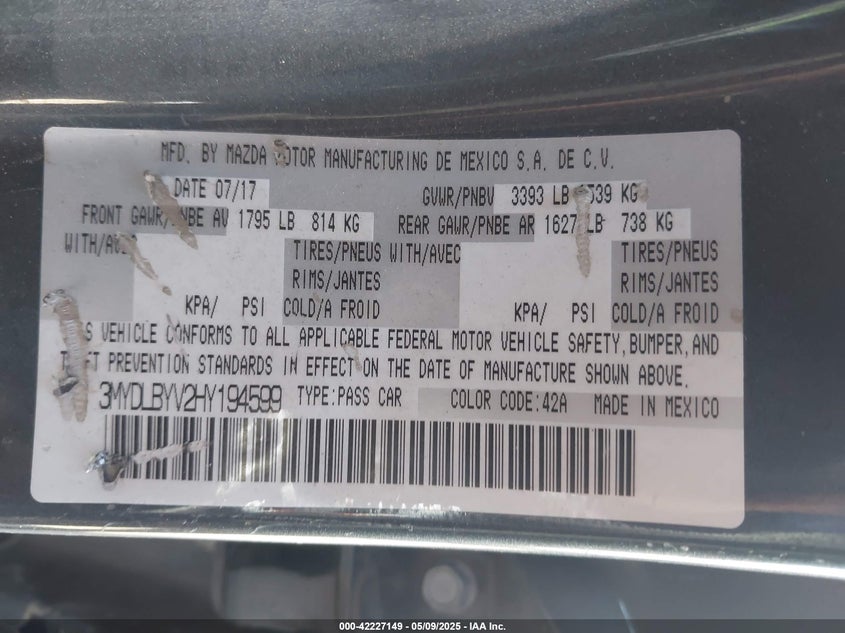 MFD. BY MAZDA MOTOR MANUFACTURING DE MEXICO S.A. DE C.V.
DATE 07/17 GVWR/PNBV 3393 LB 1539 KG
FRONT GAWR/PNBE AV 1795 LB 814 KG REAR GAWR/PNBE AR 1627 LB 738 KG
WITH/AVEC TIRES/PNEUS WITH/AVEC TIRES/PNEUS
RIMS/JANTES RIMS/JANTES
KPA/ PSI COLD/A FROID KPA/ PSI COLD/A FROID
THIS VEHICLE CONFORMS TO ALL APPLICABLE FEDERAL MOTOR VEHICLE SAFETY, BUMPER, AND
THEFT PREVENTION STANDARDS IN EFFECT ON THE DATE OF MANUFACTURE SHOWN ABOVE.
3MYDLBYV2HY194599 TYPE:PASS CAR COLOR CODE:42A MADE IN MEXICO
000-42227149 - 05/09/2025 - IAA Inc.